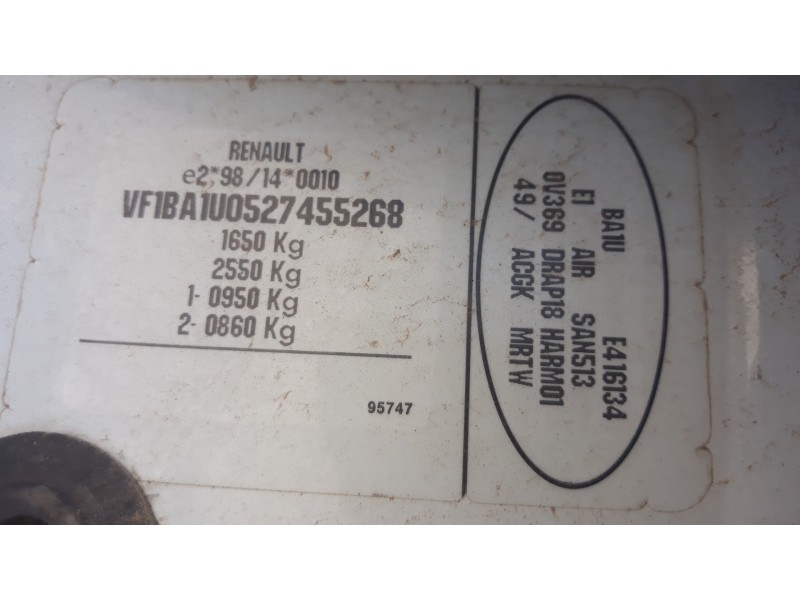 RENAULT
e2*98/14*0010
VF1BA1U0527455268
1650 Kg
2550 Kg
1- 0950 Kg
2- 0860 Kg
95747
BA1U E416134
E1 AIR SAN513
OV369 DRAP18 HARM01
49/ ACGK MRTW